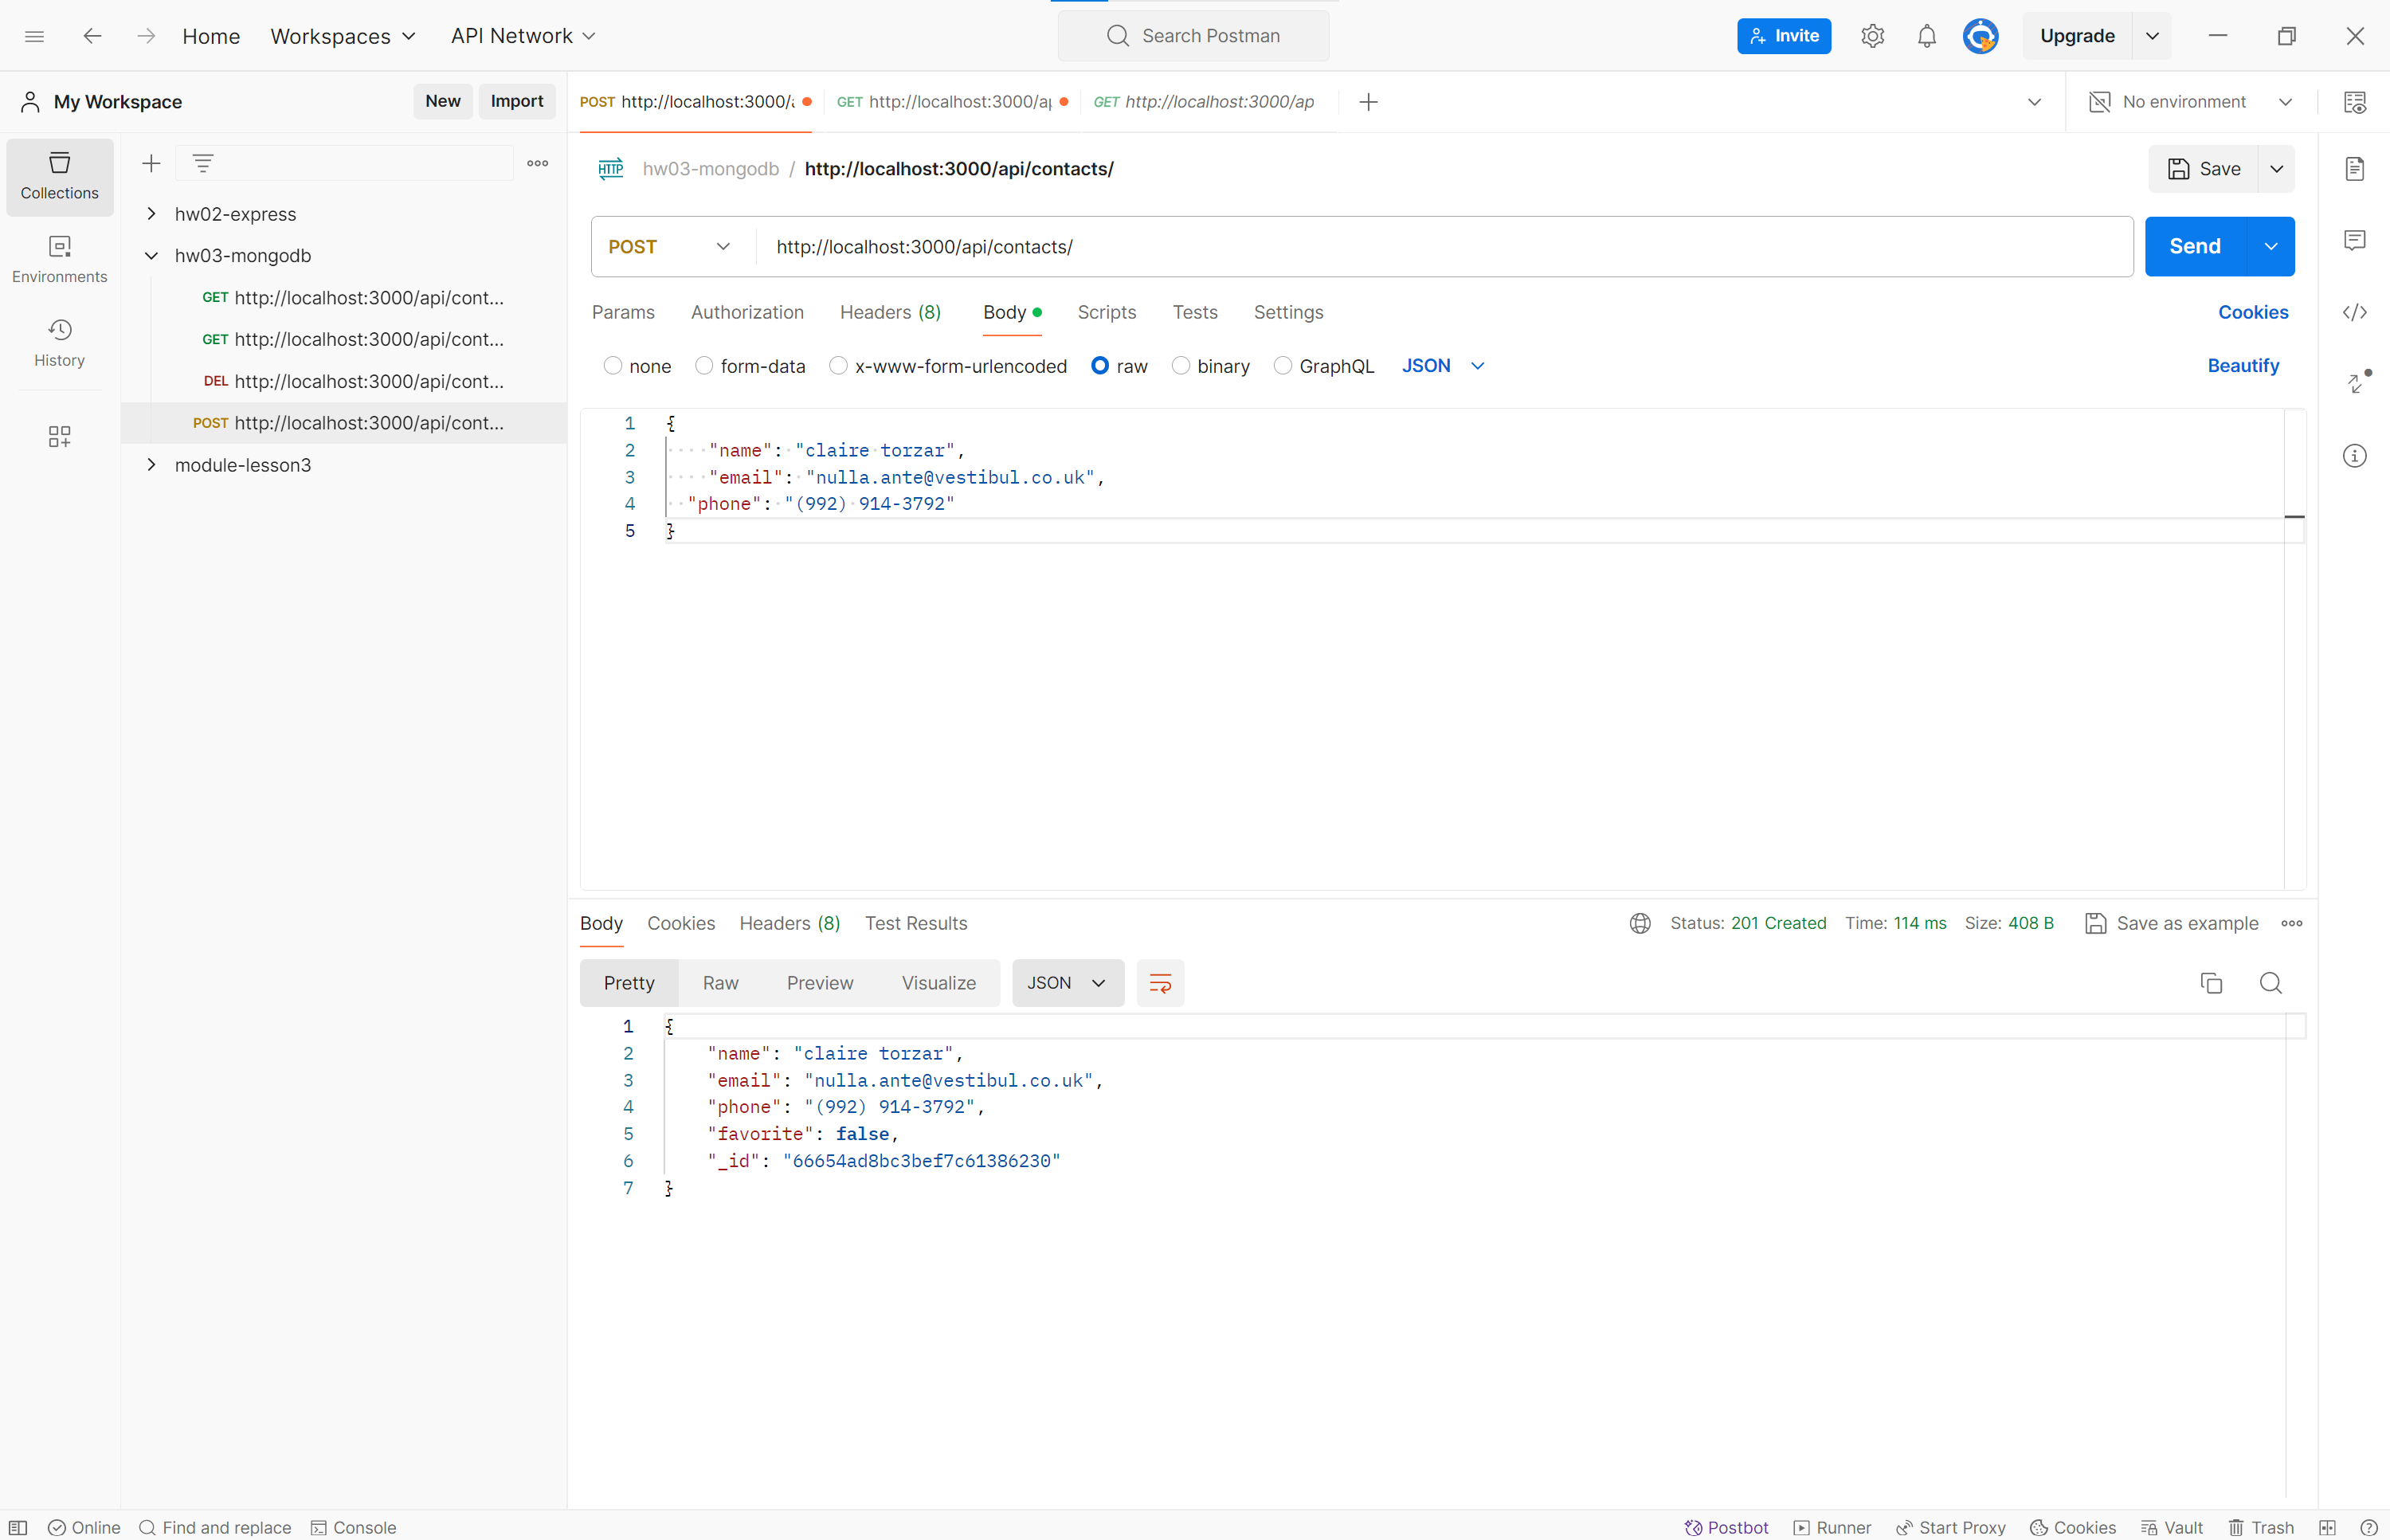 Home Workspaces API Network Search Postman Invite Upgrade
My Workspace New Import POST http://localhost:3000/a GET http://localhost:3000/ap GET http://localhost:3000/ap No environment
Collections
Environments
History
hw02-express
hw03-mongodb
GET http://localhost:3000/api/cont...
GET http://localhost:3000/api/cont...
DEL http://localhost:3000/api/cont...
POST http://localhost:3000/api/cont...
module-lesson3
HTTP hw03-mongodb / http://localhost:3000/api/contacts/ Save
POST http://localhost:3000/api/contacts/ Send
Params Authorization Headers (8) Body Scripts Tests Settings Cookies
none form-data x-www-form-urlencoded raw binary GraphQL JSON Beautify
1 {
2 "name": "claire torzar",
3 "email": "nulla.ante@vestibul.co.uk",
4 "phone": "(992) 914-3792"
5 }
Body Cookies Headers (8) Test Results Status: 201 Created Time: 114 ms Size: 408 B Save as example
Pretty Raw Preview Visualize JSON
1 {
2 "name": "claire torzar",
3 "email": "nulla.ante@vestibul.co.uk",
4 "phone": "(992) 914-3792",
5 "favorite": false,
6 "_id": "66654ad8bc3bef7c61386230"
7 }
Online Find and replace Console Postbot Runner Start Proxy Cookies Vault Trash